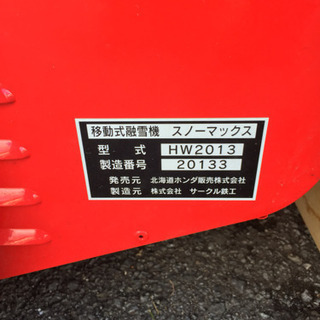 移動式融雪機 スノーマックス
型式 HW2013
製造番号 20133
発売元 北海道ホンダ販売株式会社
製造元 株式会社 サークル鉄工